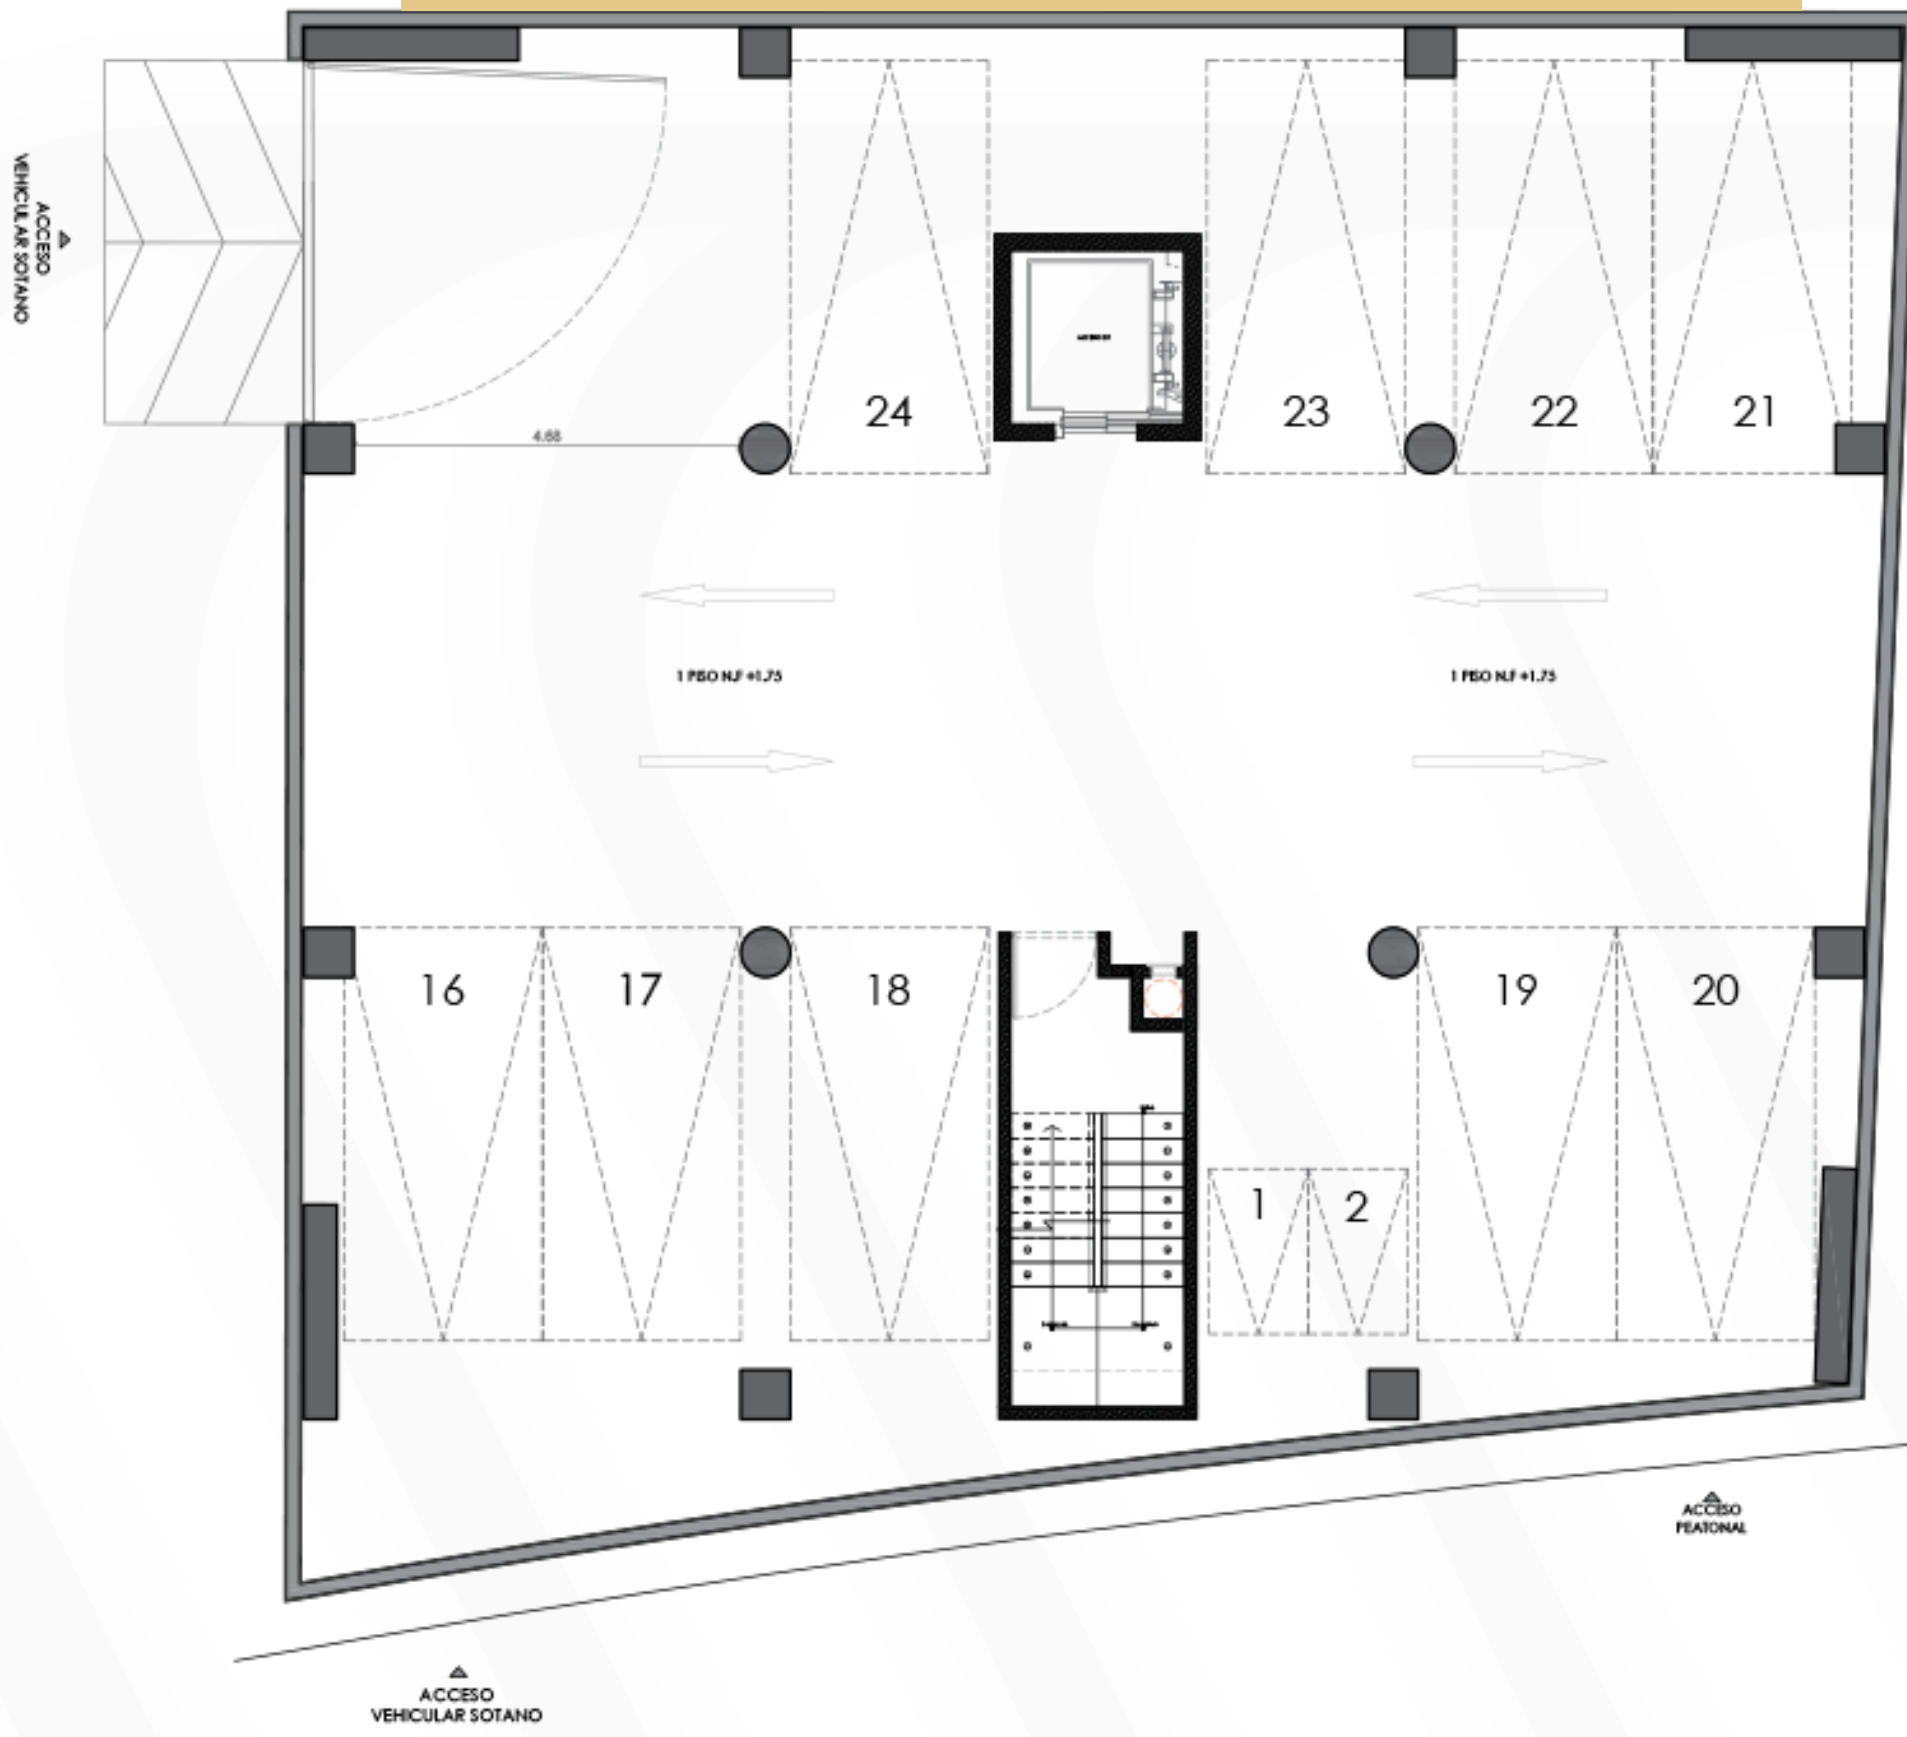 ACCESO
VEHICULAR SOTANO
24
23
22
21
4.68
1 PISO N.F +1.75
1 PISO N.F +1.75
16
17
18
19
20
1
2
ACCESO
PEATONAL
ACCESO
VEHICULAR SOTANO